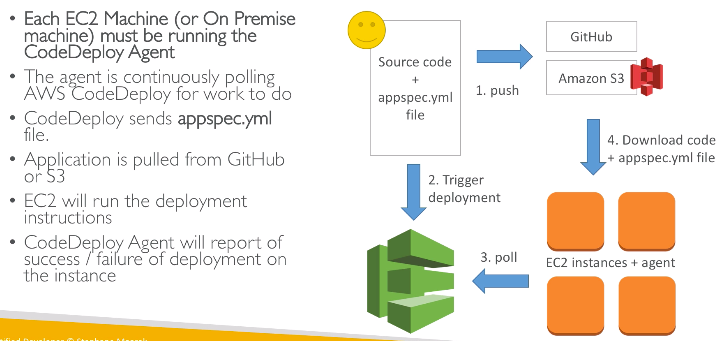 • Each EC2 Machine (or On Premise
machine) must be running the
CodeDeploy Agent
• The agent is continuously polling
AWS CodeDeploy for work to do
• CodeDeploy sends appspec.yml
file.
• Application is pulled from GitHub
or S3
• EC2 will run the deployment
instructions
• CodeDeploy Agent will report of
success / failure of deployment on
the instance
Source code
+
appspec.yml
file
1. push
GitHub
Amazon S3
2. Trigger
deployment
3. poll
4. Download code
+ appspec.yml file
EC2 instances + agent